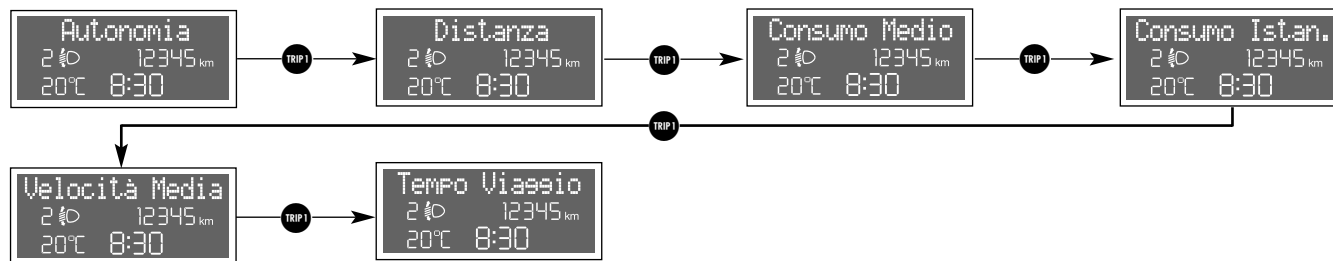 Autonomia
2 12345 km
20°C 8:30
TRIP 1
Distanza
2 12345 km
20°C 8:30
TRIP 1
Consumo Medio
2 12345 km
20°C 8:30
TRIP 1
Consumo Istan.
2 12345 km
20°C 8:30
TRIP 1
Velocità Media
2 12345 km
20°C 8:30
TRIP 1
Tempo Viaggio
2 12345 km
20°C 8:30